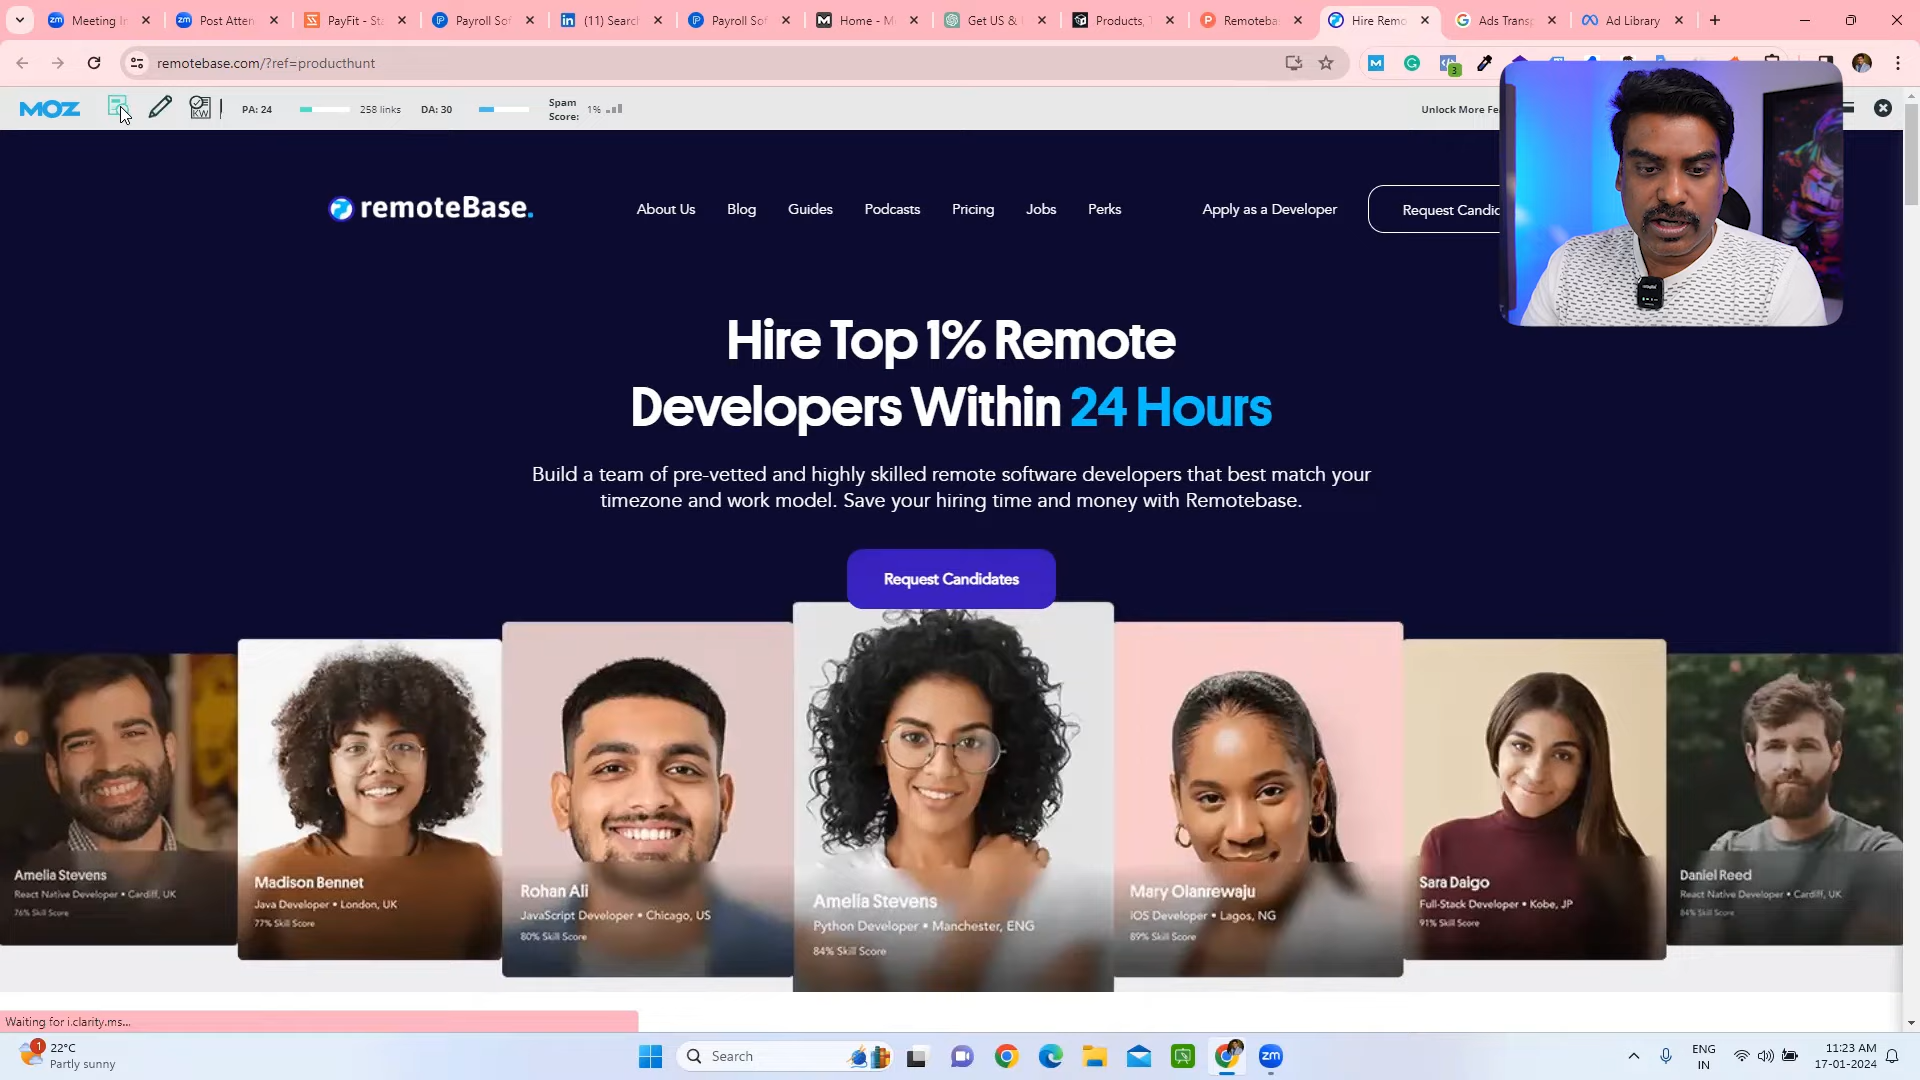 Meeting In
Post Atten
PayFit - Sta
Payroll Sof
(11) Search
Payroll Sof
Home - M
Get US & I
Products, T
Remoteba
Hire Remo
Ads Transp
Ad Library
remotebase.com/?ref=producthunt
3
MOZ
KW
PA: 24
258 links
DA: 30
Spam
Score:
1%
Unlock More Fe
remoteBase.
About Us
Blog
Guides
Podcasts
Pricing
Jobs
Perks
Apply as a Developer
Request Candid
Hire Top 1% Remote
Developers Within 24 Hours
Build a team of pre-vetted and highly skilled remote software developers that best match your
timezone and work model. Save your hiring time and money with Remotebase.
Request Candidates
Amelia Stevens
React Native Developer • Cardiff, UK
76% Skill Score
Madison Bennet
Java Developer • London, UK
77% Skill Score
Rohan Ali
JavaScript Developer • Chicago, US
80% Skill Score
Amelia Stevens
Python Developer • Manchester, ENG
84% Skill Score
Mary Olanrewaju
iOS Developer • Lagos, NG
89% Skill Score
Sara Daigo
Full-Stack Developer • Kobe, JP
91% Skill Score
Daniel Reed
React Native Developer • Cardiff, UK
84% Skill Score
Waiting for i.clarity.ms...
1
22°C
Partly sunny
Search
zm
ENG
IN
11:23 AM
17-01-2024